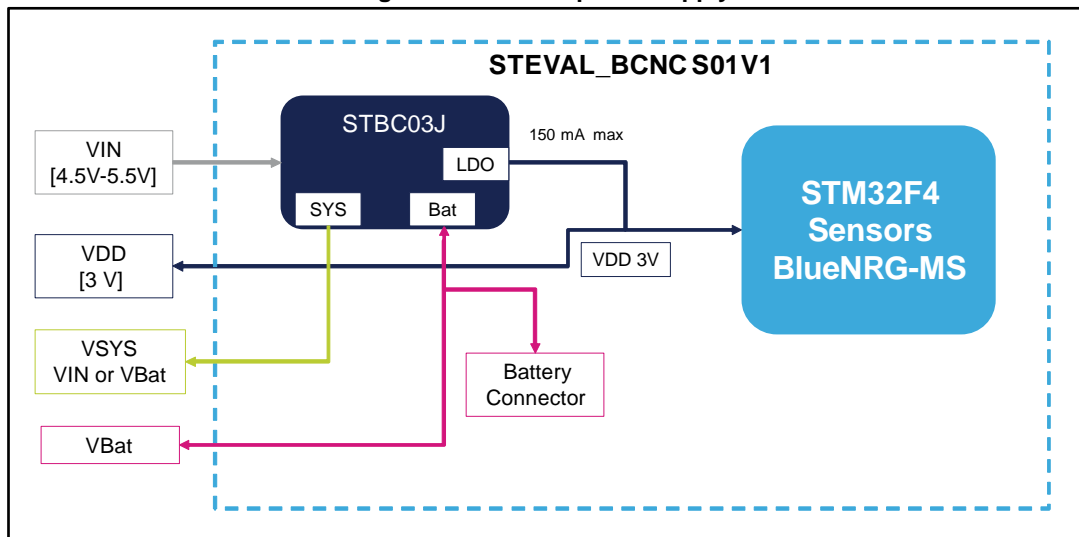 STEVAL_BCNC S01V1
STBC03J
150 mA max
VIN
[4.5V-5.5V]
LDO
SYS
Bat
VDD
[3 V]
VDD 3V
STM32F4
Sensors
BlueNRG-MS
VSYS
VIN or VBat
Battery
Connector
VBat